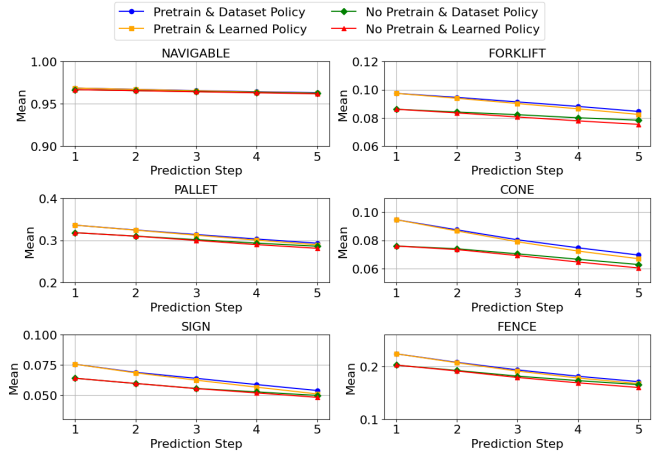 Pretrain & Dataset Policy
No Pretrain & Dataset Policy
Pretrain & Learned Policy
No Pretrain & Learned Policy
NAVIGABLE
1.00
0.95
0.90
Mean
1 2 3 4 5
Prediction Step
FORKLIFT
0.12
0.10
0.08
0.06
Mean
1 2 3 4 5
Prediction Step
PALLET
0.4
0.3
0.2
Mean
1 2 3 4 5
Prediction Step
CONE
0.10
0.08
0.06
Mean
1 2 3 4 5
Prediction Step
SIGN
0.100
0.075
0.050
Mean
1 2 3 4 5
Prediction Step
FENCE
0.2
0.1
Mean
1 2 3 4 5
Prediction Step